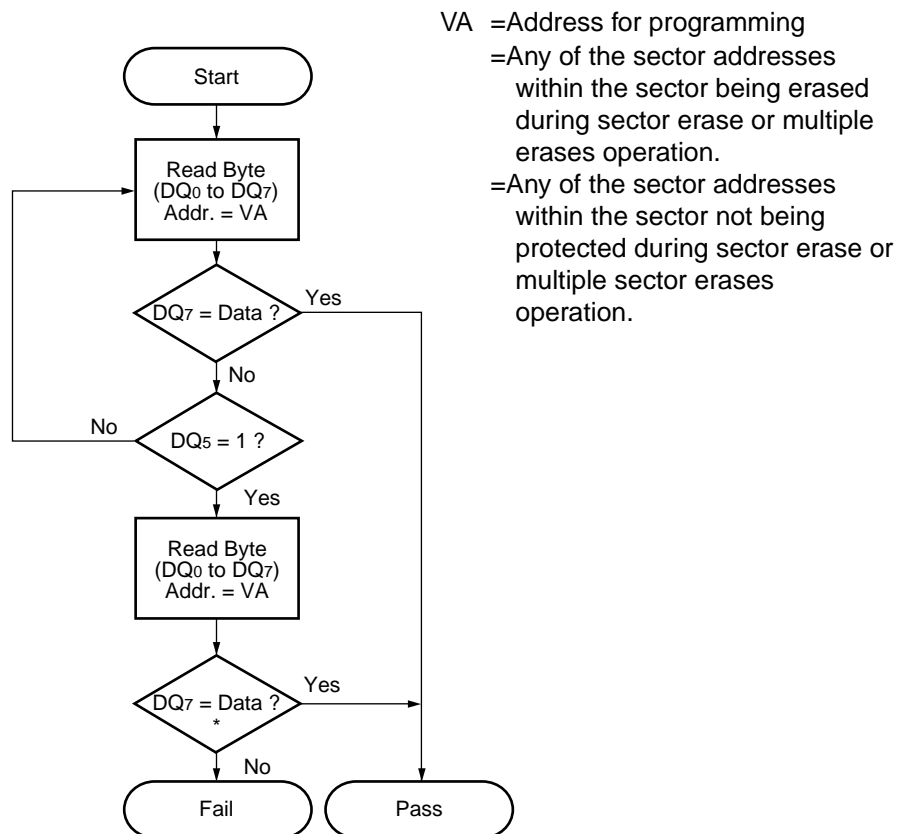 VA =Address for programming
=Any of the sector addresses
within the sector being erased
during sector erase or multiple
erases operation.
=Any of the sector addresses
within the sector not being
protected during sector erase or
multiple sector erases
operation.
Start
Read Byte
(DQ0 to DQ7)
Addr. = VA
DQ7 = Data ?
Yes
No
DQ5 = 1 ?
No
Yes
Read Byte
(DQ0 to DQ7)
Addr. = VA
DQ7 = Data ?
*
Yes
No
Fail
Pass